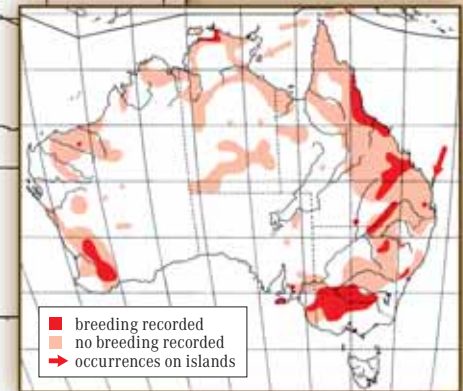 breeding recorded
no breeding recorded
occurrences on islands